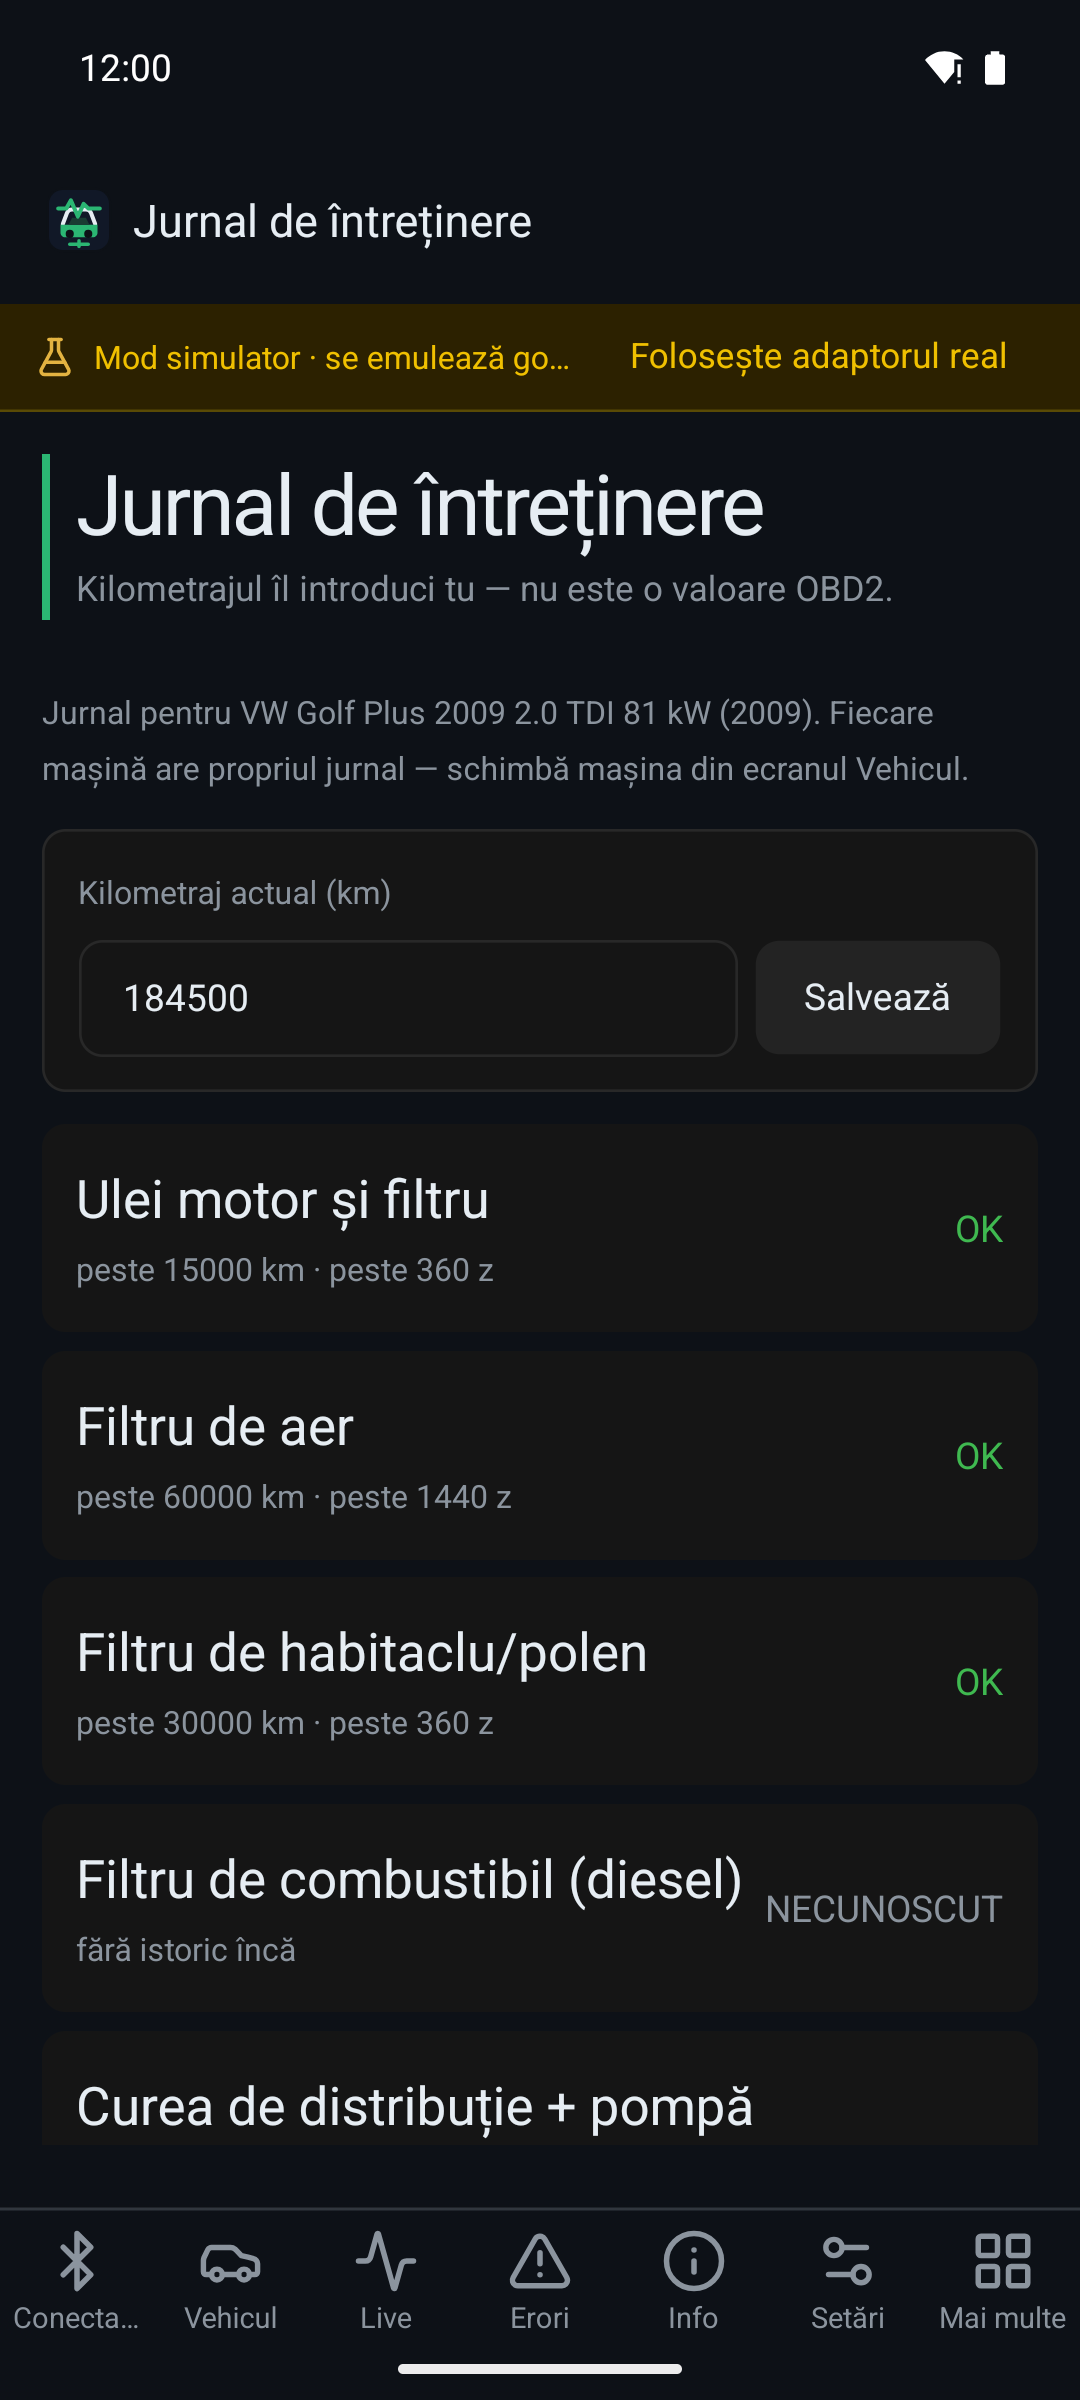 12:00
Jurnal de întreținere
Mod simulator · se emulează go…
Folosește adaptorul real
Jurnal de întreținere
Kilometrajul îl introduci tu — nu este o valoare OBD2.
Jurnal pentru VW Golf Plus 2009 2.0 TDI 81 kW (2009). Fiecare
mașină are propriul jurnal — schimbă mașina din ecranul Vehicul.
Kilometraj actual (km)
184500
Salvează
Ulei motor și filtru
peste 15000 km · peste 360 z
OK
Filtru de aer
peste 60000 km · peste 1440 z
OK
Filtru de habitaclu/polen
peste 30000 km · peste 360 z
OK
Filtru de combustibil (diesel)
fără istoric încă
NECUNOSCUT
Curea de distribuție + pompă
Conecta…
Vehicul
Live
Erori
Info
Setări
Mai multe